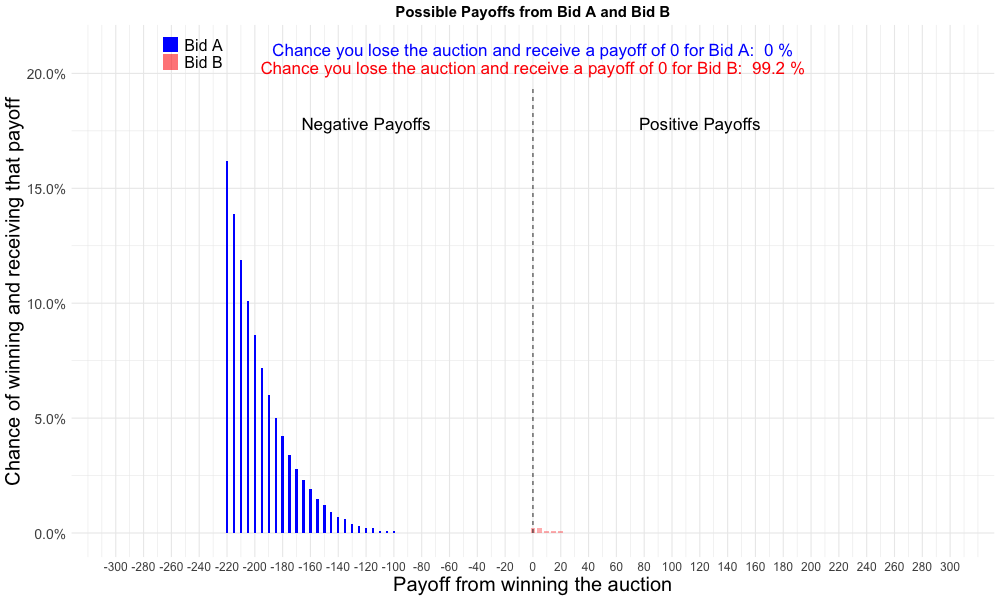 Possible Payoffs from Bid A and Bid B
Bid A
Bid B
Chance you lose the auction and receive a payoff of 0 for Bid A:  0 %
Chance you lose the auction and receive a payoff of 0 for Bid B:  99.2 %
Negative Payoffs
Positive Payoffs
Chance of winning and receiving that payoff
20.0%
15.0%
10.0%
5.0%
0.0%
-300 -280 -260 -240 -220 -200 -180 -160 -140 -120 -100 -80 -60 -40 -20 0 20 40 60 80 100 120 140 160 180 200 220 240 260 280 300
Payoff from winning the auction